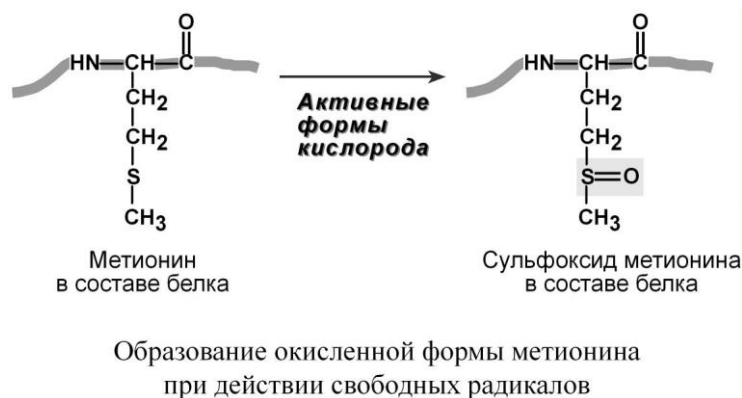 O
O
HN—CH—C
HN—CH—C
CH2
CH2
Активные
формы
кислорода
CH2
CH2
S
S=O
CH3
CH3
Метионин
в составе белка
Сульфоксид метионина
в составе белка
Образование окисленной формы метионина
при действии свободных радикалов